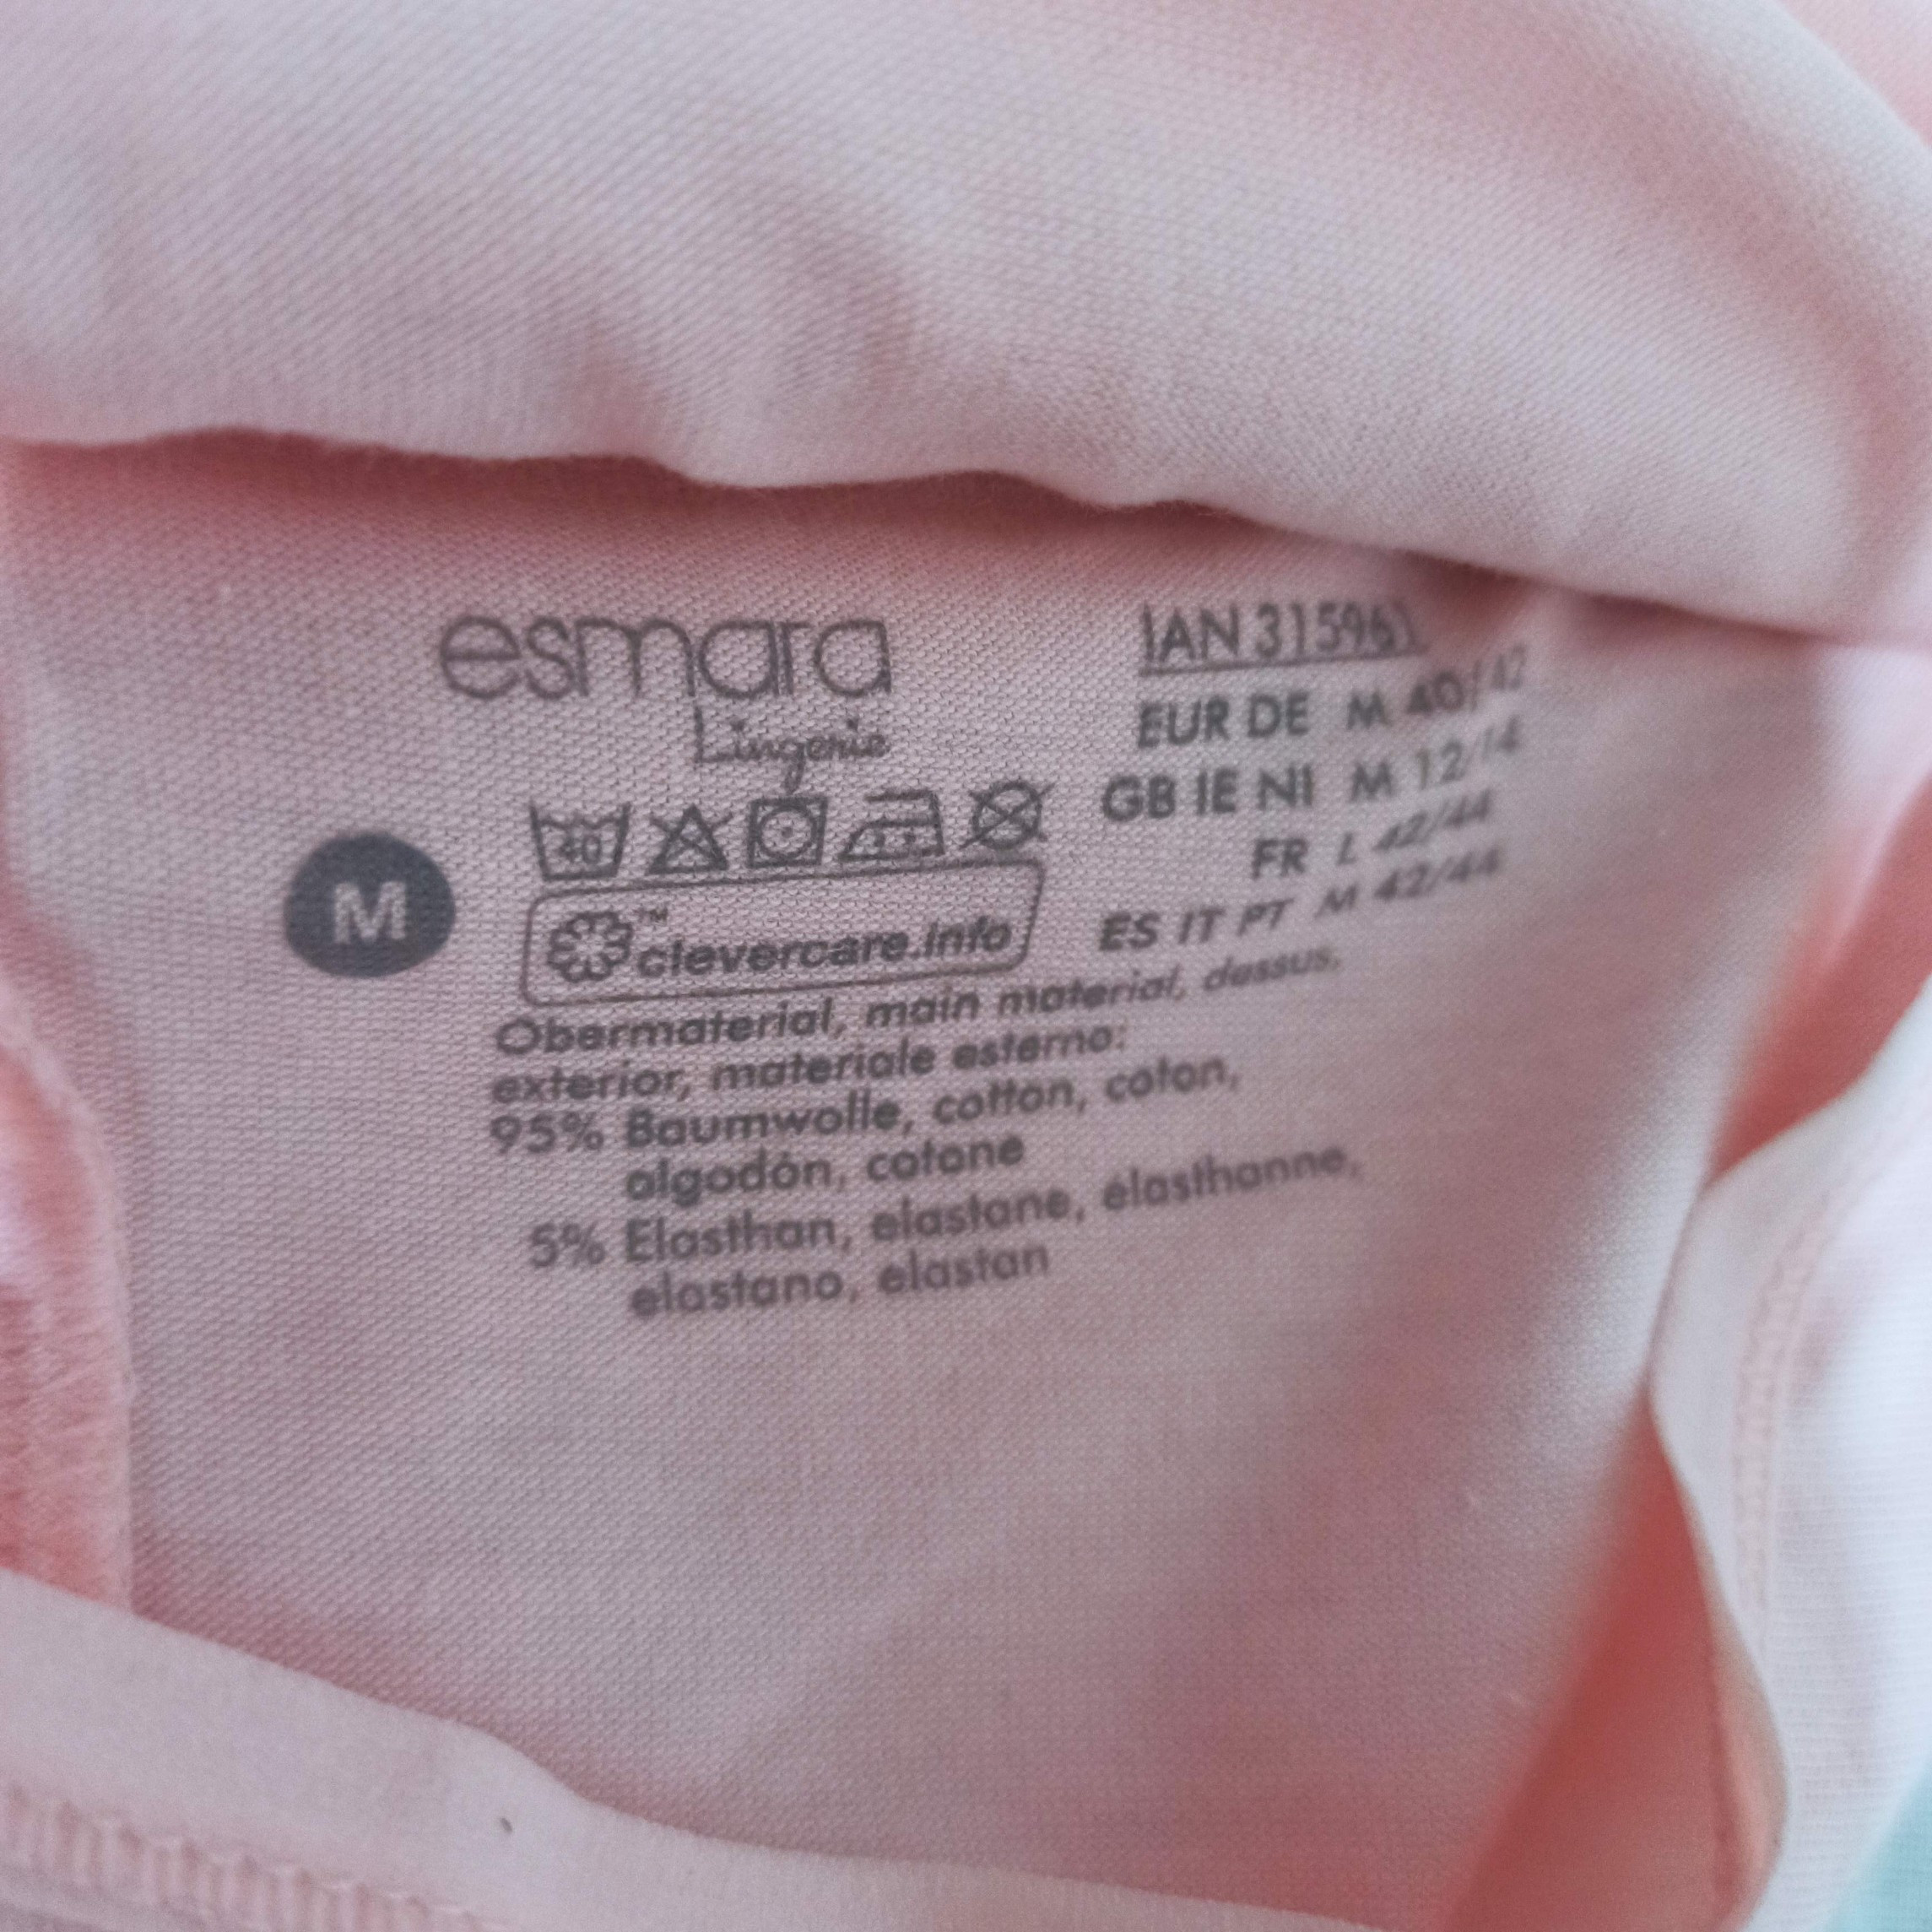 esmara
Lingerie
40
M
™clevercare.info
IAN 315961
EUR DE M 40/42
GB IE NI M 12/14
FR L 42/44
ES IT PT M 42/44
Obermaterial, main material, dessus,
exterior, materiale esterno:
95% Baumwolle, cotton, coton,
algodón, cotone
5% Elasthan, elastane, élasthanne,
elastano, elastan